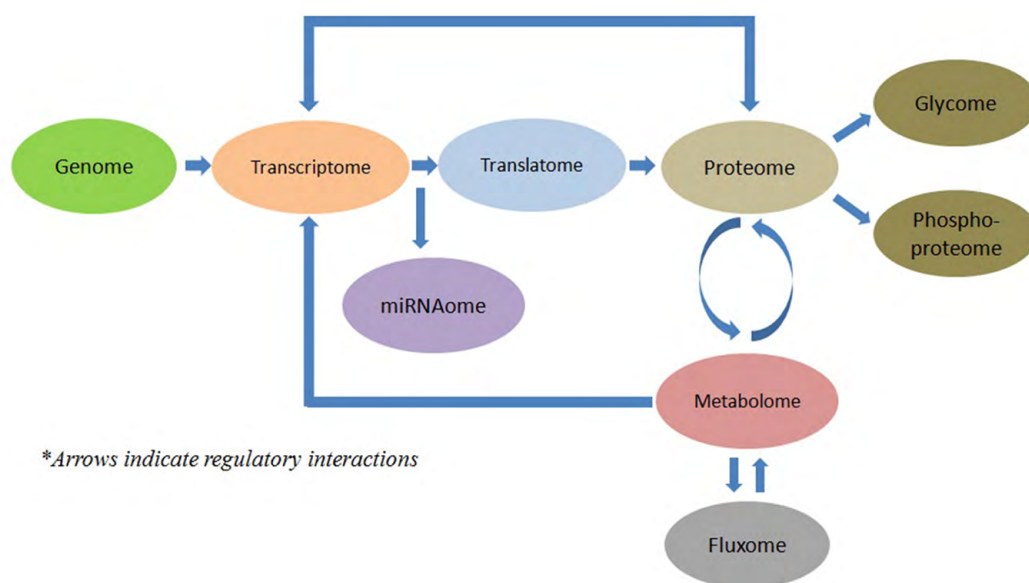 Glycome
Genome
Transcriptome
Translatome
Proteome
Phospho-
proteome
miRNAome
Metabolome
*Arrows indicate regulatory interactions
Fluxome